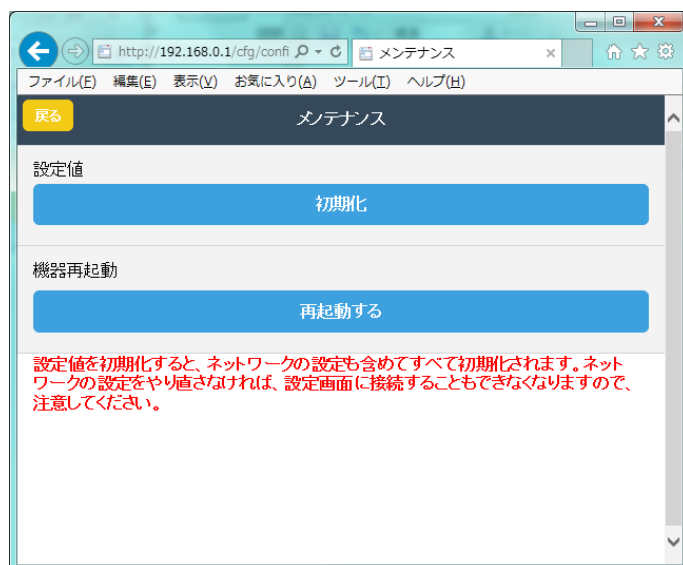 http://192.168.0.1/cfg/confi
メンテナンス
ファイル(F) 編集(E) 表示(V) お気に入り(A) ツール(T) ヘルプ(H)
戻る
メンテナンス
設定値
初期化
機器再起動
再起動する
設定値を初期化すると、ネットワークの設定も含めてすべて初期化されます。ネット
ワークの設定をやり直さなければ、設定画面に接続することもできなくなりますので、
注意してください。